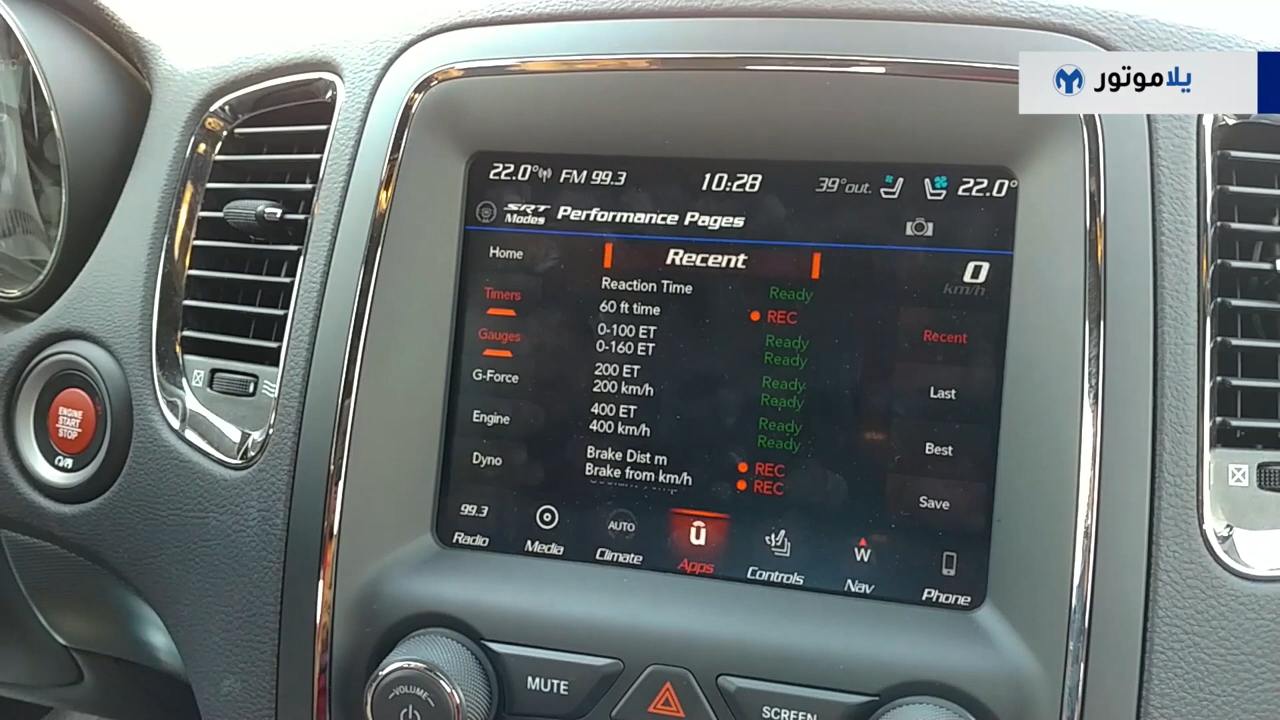 يلاموتور
22.0° FM 99.3 10:28 39°out. 22.0°
SRT Modes Performance Pages
Home
Timers
Gauges
G-Force
Engine
Dyno
Recent
Reaction Time Ready
60 ft time REC
0-100 ET Ready
0-160 ET Ready
200 ET Ready
200 km/h Ready
400 ET Ready
400 km/h Ready
Brake Dist m REC
Brake from km/h REC
0
km/h
Recent
Last
Best
Save
99.3
Radio
Media
AUTO
Climate
û
Apps
Controls
W
Nav
Phone
ENGINE
START
STOP
VOLUME
MUTE
SCREEN